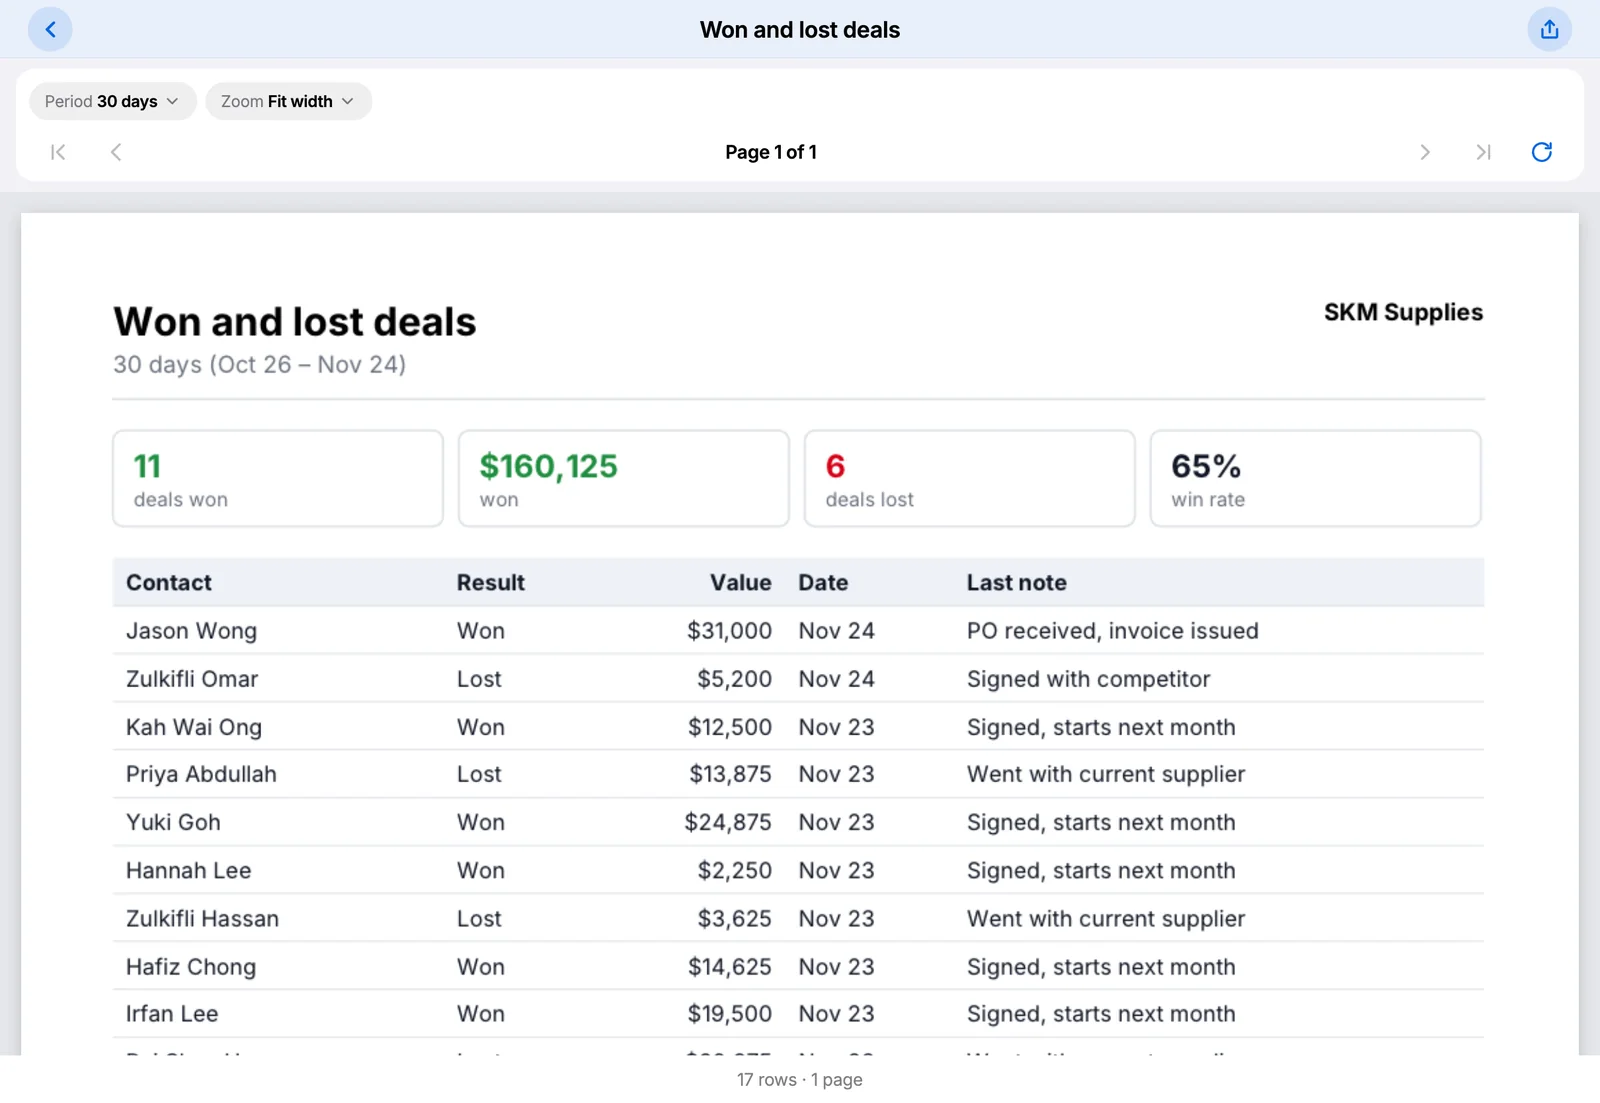 Won and lost deals
Period 30 days
Zoom Fit width
Page 1 of 1
Won and lost deals
SKM Supplies
30 days (Oct 26 – Nov 24)
11
deals won
$160,125
won
6
deals lost
65%
win rate
Contact Result Value Date Last note
Jason Wong Won $31,000 Nov 24 PO received, invoice issued
Zulkifli Omar Lost $5,200 Nov 24 Signed with competitor
Kah Wai Ong Won $12,500 Nov 23 Signed, starts next month
Priya Abdullah Lost $13,875 Nov 23 Went with current supplier
Yuki Goh Won $24,875 Nov 23 Signed, starts next month
Hannah Lee Won $2,250 Nov 23 Signed, starts next month
Zulkifli Hassan Lost $3,625 Nov 23 Went with current supplier
Hafiz Chong Won $14,625 Nov 23 Signed, starts next month
Irfan Lee Won $19,500 Nov 23 Signed, starts next month
17 rows · 1 page